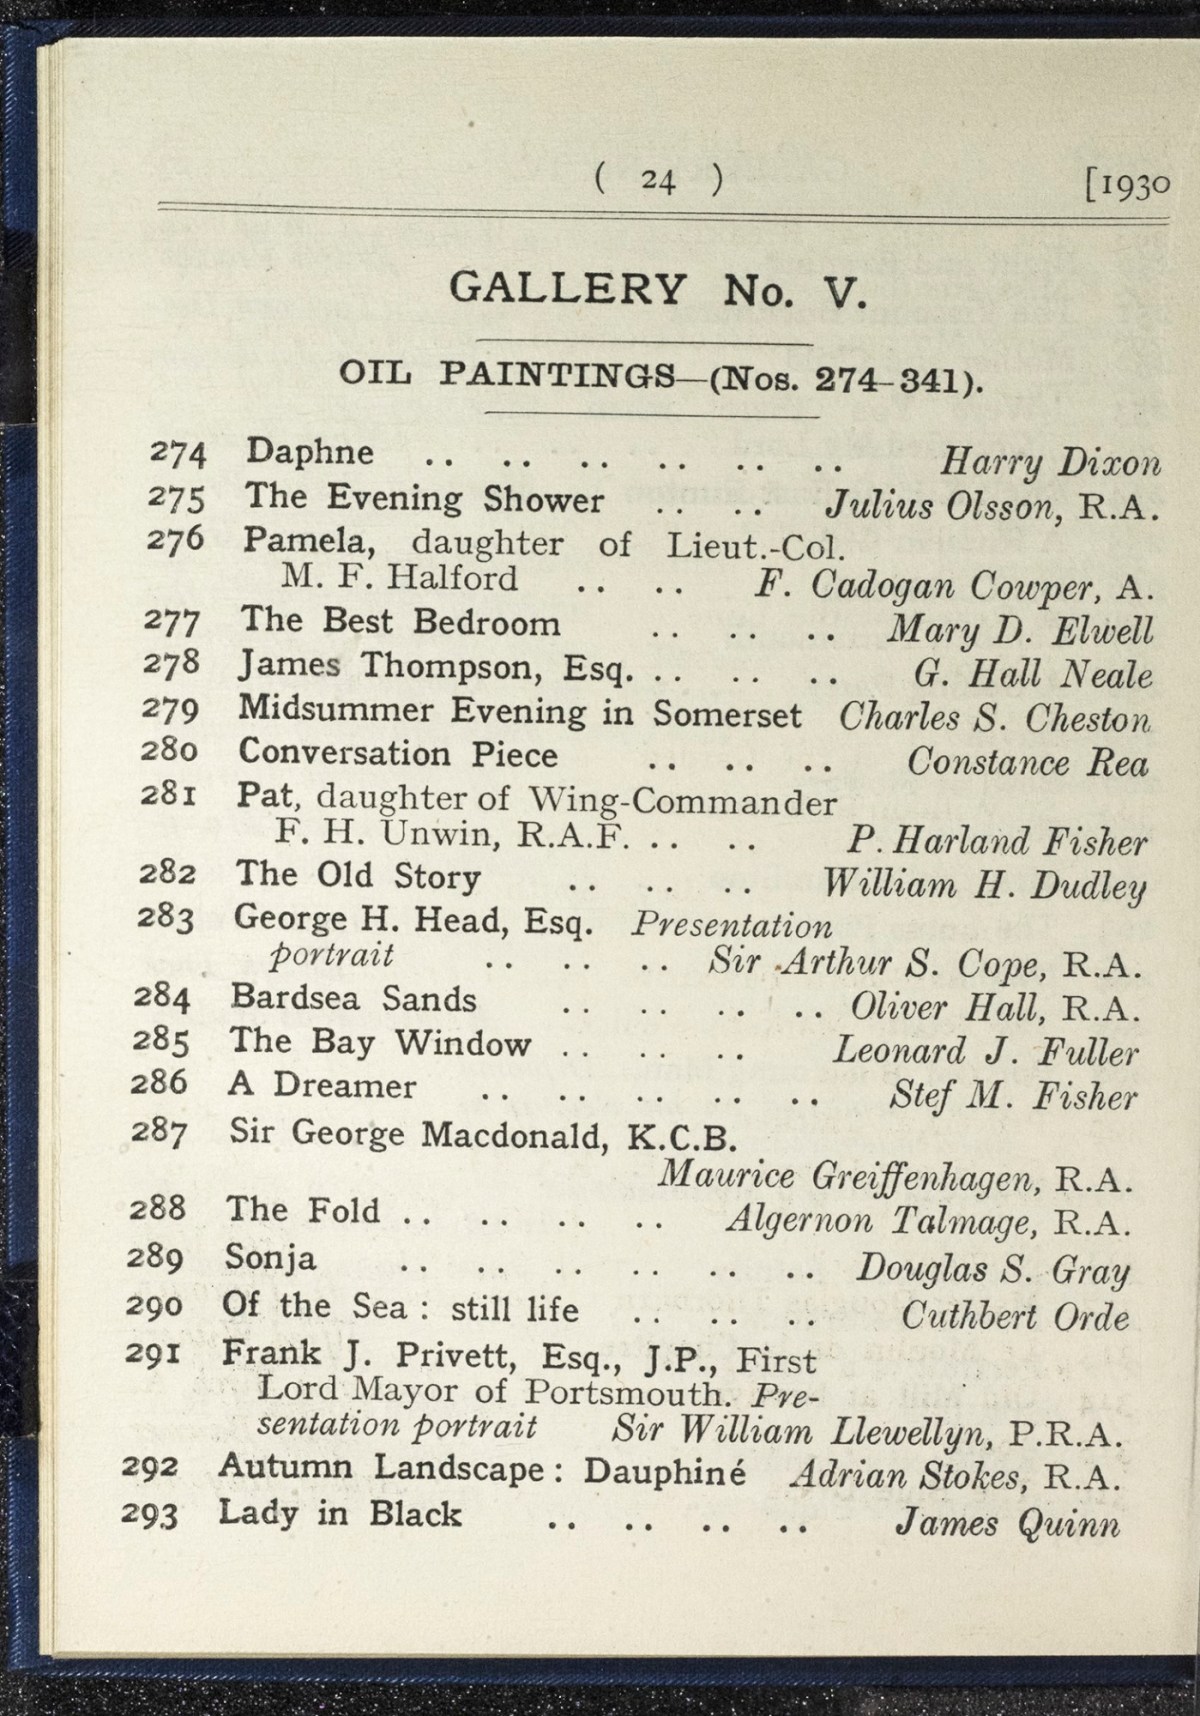 ( 24 ) [1930
GALLERY No. V.
OIL PAINTINGS—(Nos. 274-341).
274 Daphne .. .. .. .. .. .. Harry Dixon
275 The Evening Shower .. .. Julius Olsson, R.A.
276 Pamela, daughter of Lieut.-Col.
M. F. Halford .. .. F. Cadogan Cowper, A.
277 The Best Bedroom .. .. .. Mary D. Elwell
278 James Thompson, Esq. .. .. .. G. Hall Neale
279 Midsummer Evening in Somerset Charles S. Cheston
280 Conversation Piece .. .. .. Constance Rea
281 Pat, daughter of Wing-Commander
F. H. Unwin, R.A.F. .. .. P. Harland Fisher
282 The Old Story .. .. .. William H. Dudley
283 George H. Head, Esq. Presentation
portrait .. .. .. Sir Arthur S. Cope, R.A.
284 Bardsea Sands .. .. .. .. Oliver Hall, R.A.
285 The Bay Window .. .. .. Leonard J. Fuller
286 A Dreamer .. .. .. .. .. Stef M. Fisher
287 Sir George Macdonald, K.C.B.
Maurice Greiffenhagen, R.A.
288 The Fold .. .. .. .. Algernon Talmage, R.A.
289 Sonja .. .. .. .. .. .. Douglas S. Gray
290 Of the Sea : still life .. .. .. Cuthbert Orde
291 Frank J. Privett, Esq., J.P., First
Lord Mayor of Portsmouth. Pre-
sentation portrait Sir William Llewellyn, P.R.A.
292 Autumn Landscape : Dauphiné Adrian Stokes, R.A.
293 Lady in Black .. .. .. .. James Quinn